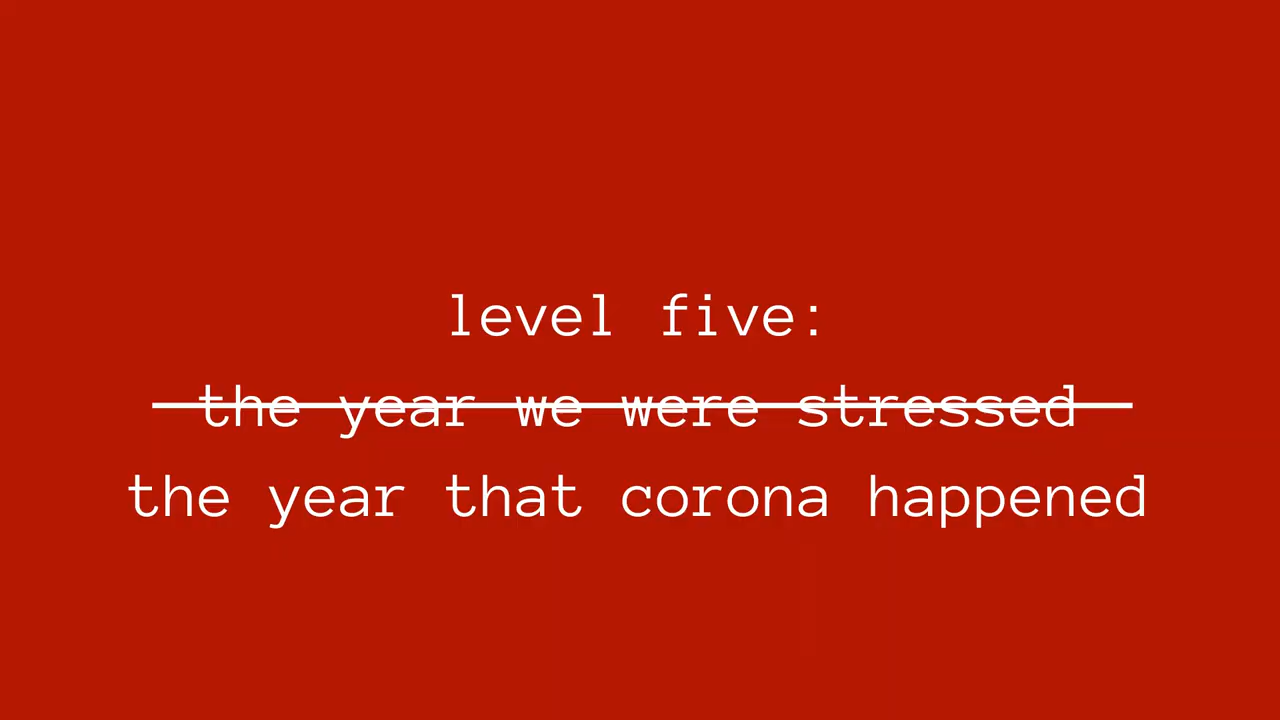 level five:
the year we were stressed
the year that corona happened